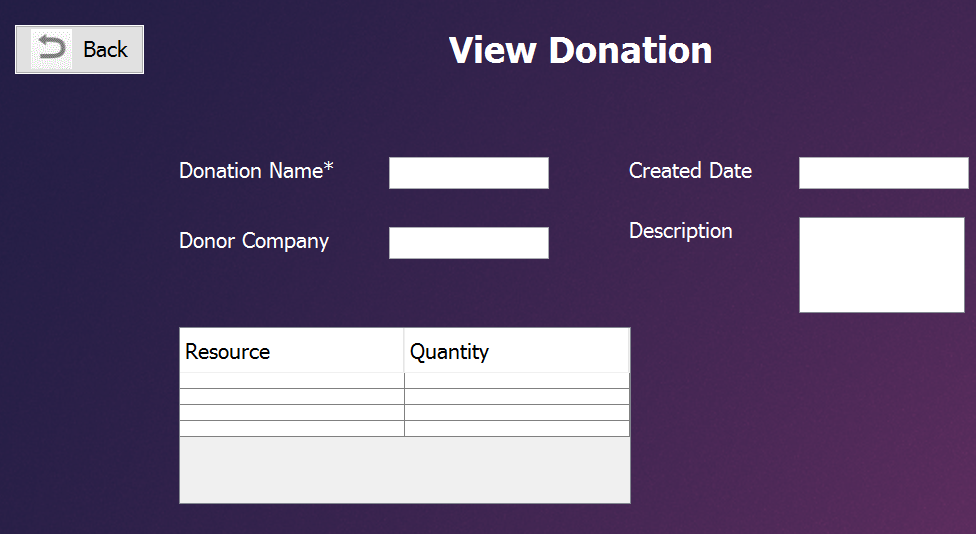 Back
View Donation
Donation Name*
Created Date
Donor Company
Description
Resource Quantity